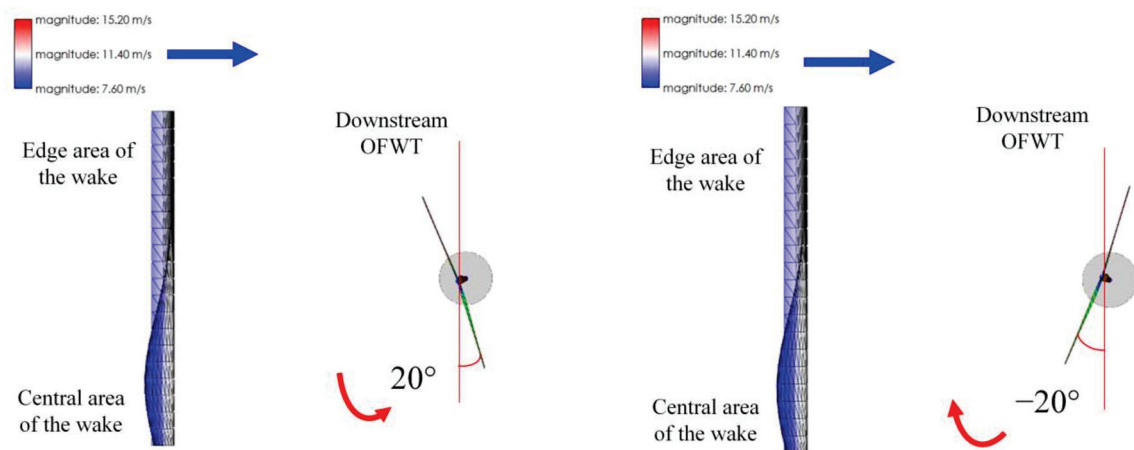 magnitude: 15.20 m/s
magnitude: 11.40 m/s
magnitude: 7.60 m/s
Downstream
OFWT
Edge area of
the wake
20°
Central area
of the wake
magnitude: 15.20 m/s
magnitude: 11.40 m/s
magnitude: 7.60 m/s
Downstream
OFWT
Edge area of
the wake
−20°
Central area
of the wake